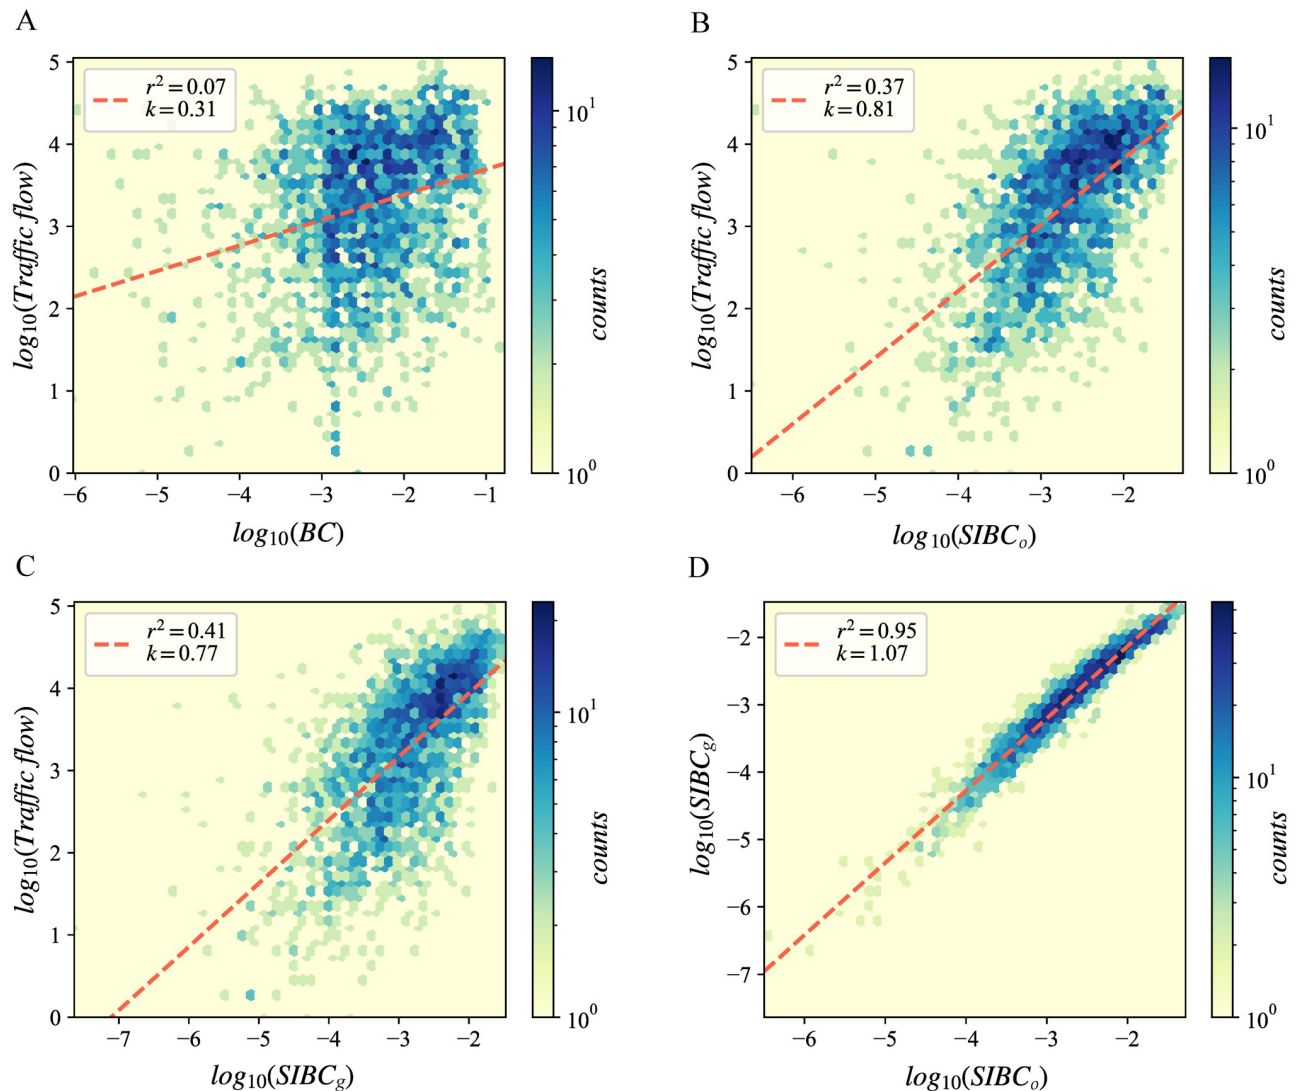 A
r² = 0.07
k = 0.31
5
4
3
2
1
0
log₁₀(Traffic flow)
−6 −5 −4 −3 −2 −1
log₁₀(BC)
10¹
10⁰
counts
B
r² = 0.37
k = 0.81
5
4
3
2
1
0
log₁₀(Traffic flow)
−6 −5 −4 −3 −2
log₁₀(SIBCₒ)
10¹
10⁰
counts
C
r² = 0.41
k = 0.77
5
4
3
2
1
0
log₁₀(Traffic flow)
−7 −6 −5 −4 −3 −2
log₁₀(SIBC_g)
10¹
10⁰
counts
D
r² = 0.95
k = 1.07
−2
−3
−4
−5
−6
−7
log₁₀(SIBC_g)
−6 −5 −4 −3 −2
log₁₀(SIBCₒ)
10¹
10⁰
counts